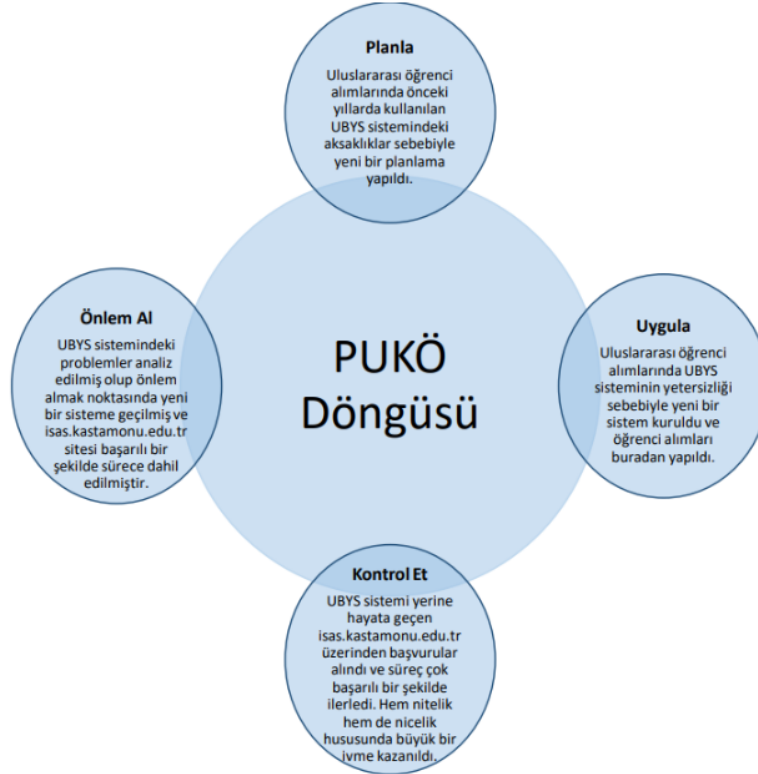 Planla
Uluslararası öğrenci
alımlarında önceki
yıllarda kullanılan
UBYS sistemindeki
aksaklıklar sebebiyle
yeni bir planlama
yapıldı.
Önlem Al
UBYS sistemindeki
problemler analiz
edilmiş olup önlem
almak noktasında yeni
bir sisteme geçilmiş ve
isas.kastamonu.edu.tr
sitesi başarılı bir
şekilde sürece dahil
edilmiştir.
PUKÖ
Döngüsü
Uygula
Uluslararası öğrenci
alımlarında UBYS
sisteminin yetersizliği
sebebiyle yeni bir
sistem kuruldu ve
öğrenci alımları
buradan yapıldı.
Kontrol Et
UBYS sistemi yerine
hayata geçen
isas.kastamonu.edu.tr
üzerinden başvurular
alındı ve süreç çok
başarılı bir şekilde
ilerledi. Hem nitelik
hem de nicelik
hususunda büyük bir
ivme kazanıldı.